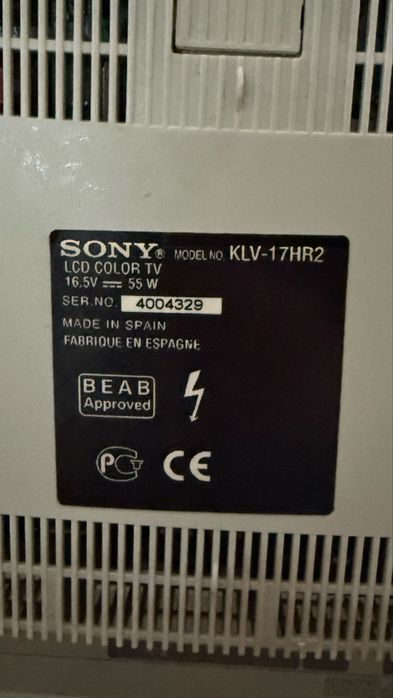 SONY® MODEL NO. KLV-17HR2
LCD COLOR TV
16,5V ⎓ 55 W
SER.NO. 4004329
MADE IN SPAIN
FABRIQUE EN ESPAGNE
BEAB
Approved
PCT CE